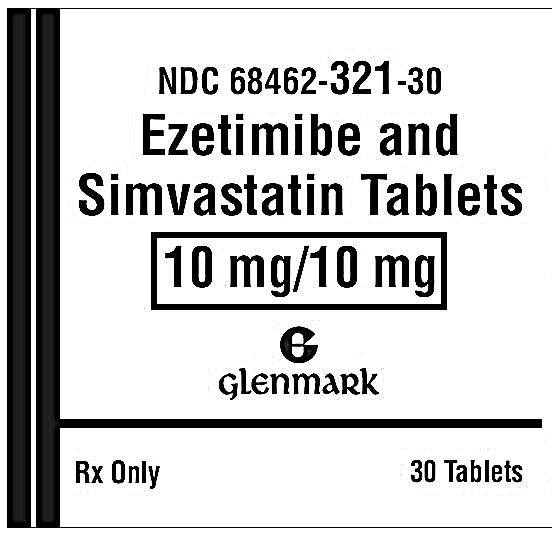 NDC 68462-321-30
Ezetimibe and
Simvastatin Tablets
10 mg/10 mg
G
glenmark
Rx Only
30 Tablets